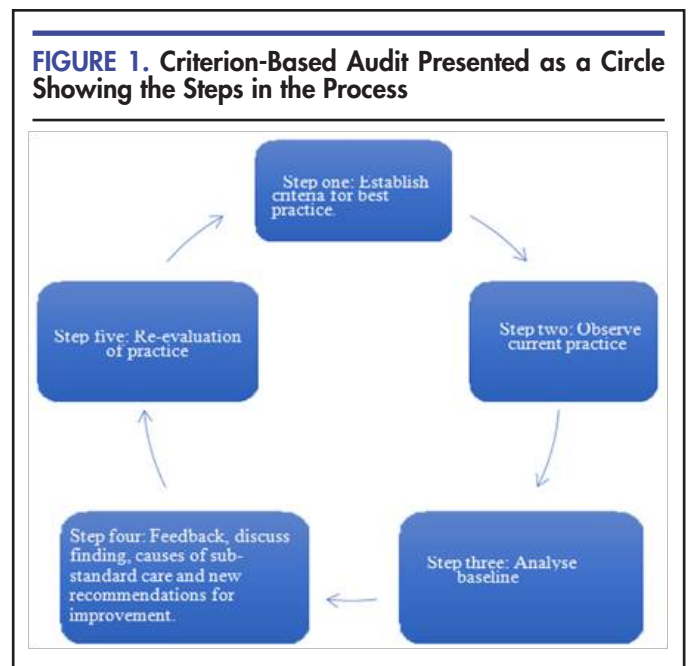 FIGURE 1. Criterion-Based Audit Presented as a Circle
Showing the Steps in the Process
Step one: Establish
criteria for best
practice.
Step two: Observe
current practice
Step three: Analyse
baseline
Step four: Feedback, discuss
finding, causes of sub-
standard care and new
recommendations for
improvement.
Step five: Re-evaluation
of practice